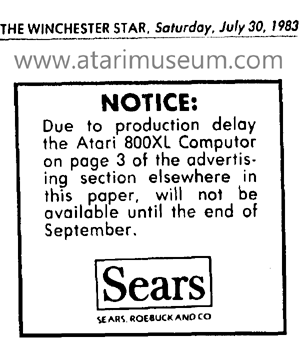 THE WINCHESTER STAR, Saturday, July 30, 1983
www.atarimuseum.com
NOTICE:
Due to production delay
the Atari 800XL Computor
on page 3 of the advertis-
ing section elsewhere in
this paper, will not be
available until the end of
September.
Sears
SEARS, ROEBUCK AND CO